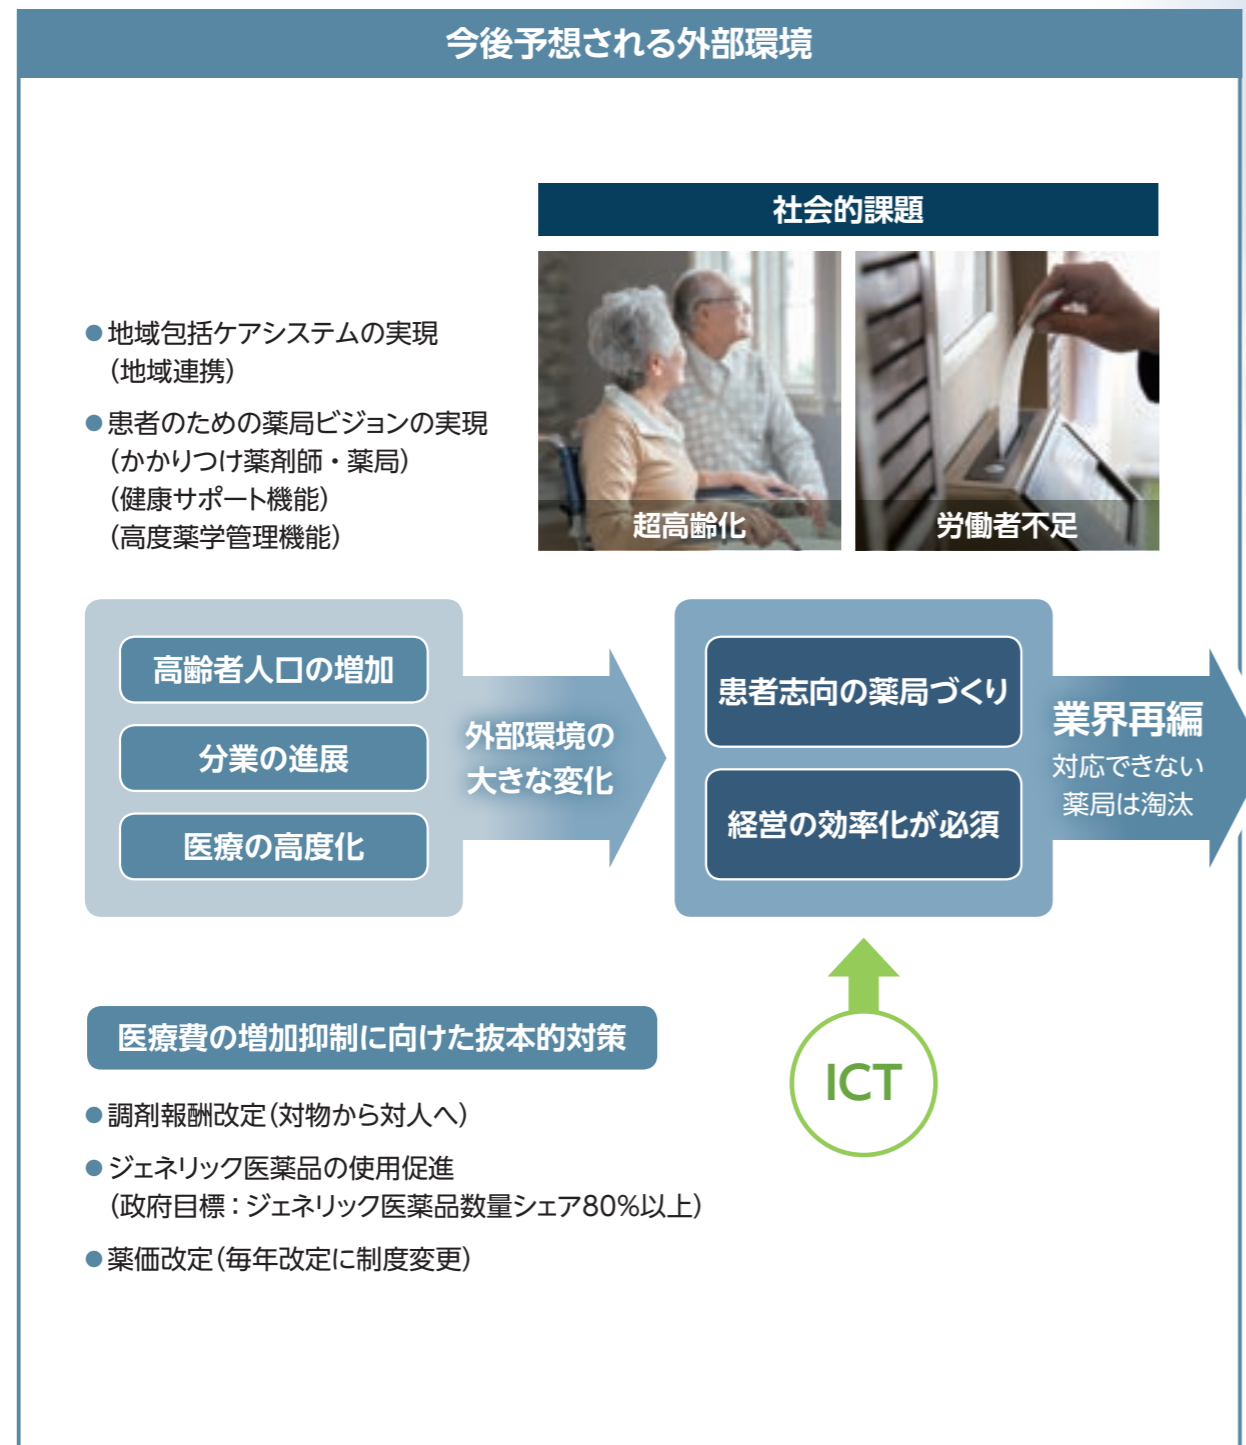 今後予想される外部環境
社会的課題
●地域包括ケアシステムの実現
（地域連携）
●患者のための薬局ビジョンの実現
（かかりつけ薬剤師・薬局）
（健康サポート機能）
（高度薬学管理機能）
超高齢化
労働者不足
高齢者人口の増加
分業の進展
医療の高度化
外部環境の
大きな変化
患者志向の薬局づくり
経営の効率化が必須
業界再編
対応できない
薬局は淘汰
医療費の増加抑制に向けた抜本的対策
●調剤報酬改定（対物から対人へ）
●ジェネリック医薬品の使用促進
（政府目標：ジェネリック医薬品数量シェア80%以上）
●薬価改定（毎年改定に制度変更）
ICT